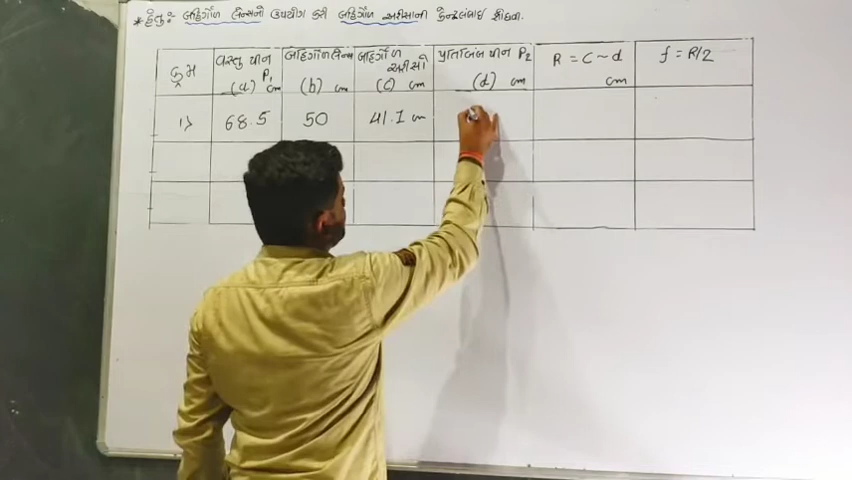 * હેતુ:- બહિર્ગોળ લેન્સનો ઉપયોગ કરી બહિર્ગોળ અરીસાની કેન્દ્રલંબાઈ શોધવા.
ક્રમ વસ્તુ પીન P1 (a) cm બહિર્ગોળ લેન્સ (b) cm બહિર્ગોળ અરીસો (c) cm પ્રતિબિંબ પીન P2 (d) cm R = C ~ d cm f = R/2
1> 68.5 50 41.1 cm